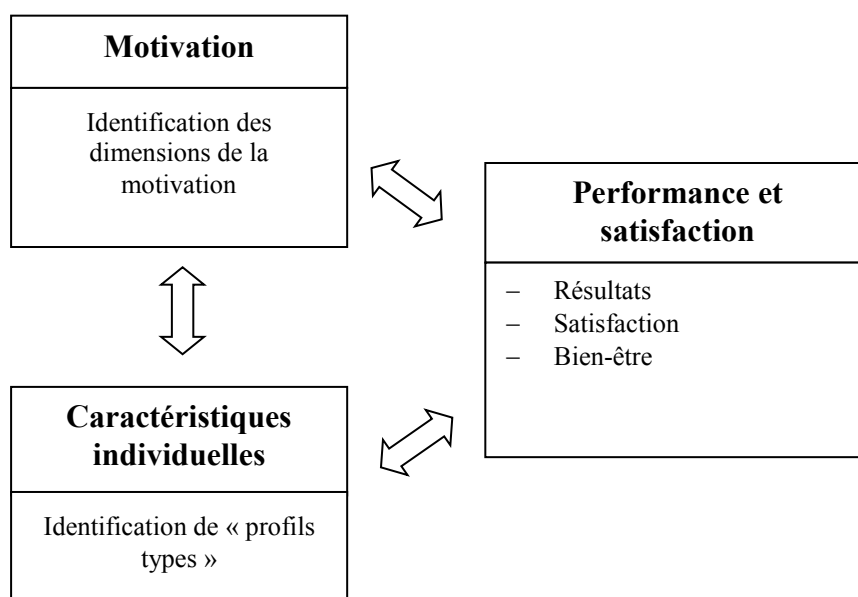 Motivation
Identification des
dimensions de la
motivation
Performance et
satisfaction
– Résultats
– Satisfaction
– Bien-être
Caractéristiques
individuelles
Identification de « profils
types »